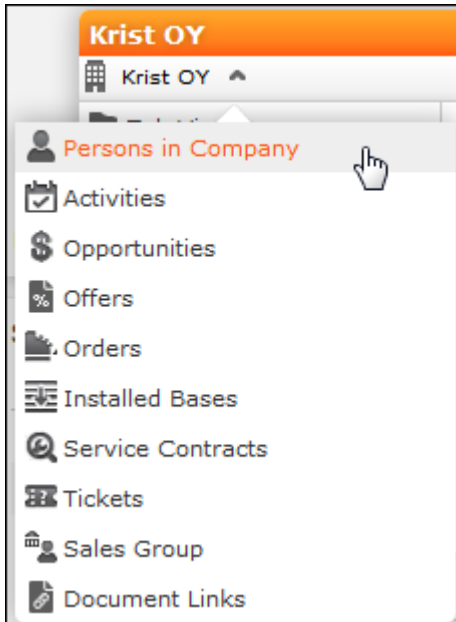 Krist OY
Krist OY
Persons in Company
Activities
Opportunities
Offers
Orders
Installed Bases
Service Contracts
Tickets
Sales Group
Document Links